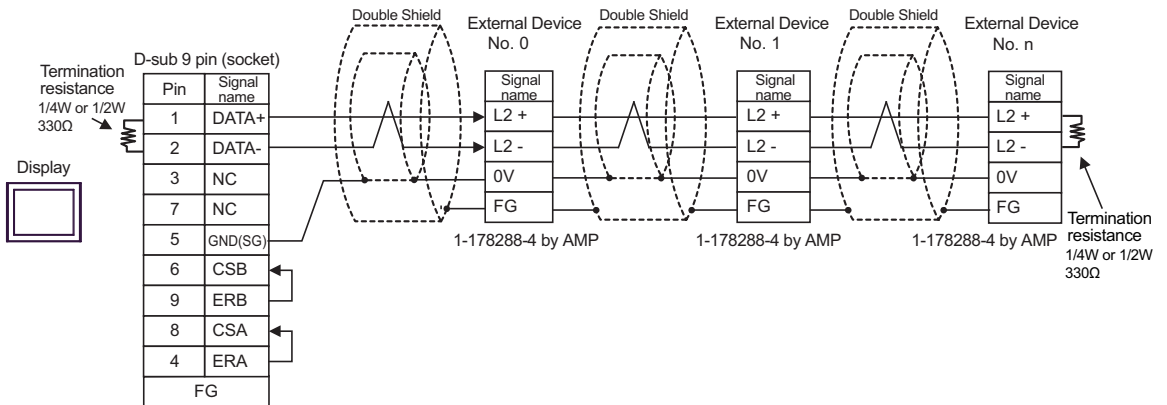 Double Shield
External Device
No. 0
Double Shield
External Device
No. 1
Double Shield
External Device
No. n
D-sub 9 pin (socket)
Termination
resistance
1/4W or 1/2W
330Ω
Display
Pin Signal name
1 DATA+
2 DATA-
3 NC
7 NC
5 GND(SG)
6 CSB
9 ERB
8 CSA
4 ERA
FG
Signal
name
L2 +
L2 -
0V
FG
1-178288-4 by AMP
Signal
name
L2 +
L2 -
0V
FG
1-178288-4 by AMP
Signal
name
L2 +
L2 -
0V
FG
1-178288-4 by AMP
Termination
resistance
1/4W or 1/2W
330Ω